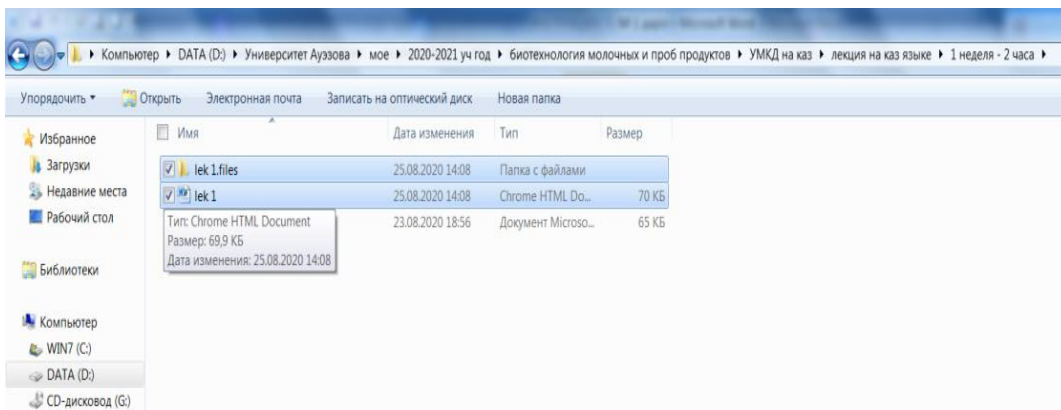 Компьютер ▸ DATA (D:) ▸ Университет Ауэзова ▸ мое ▸ 2020-2021 уч год ▸ биотехнология молочных и проб продуктов ▸ УМКД на каз ▸ лекция на каз языке ▸ 1 неделя - 2 часа ▸
Упорядочить Открыть Электронная почта Записать на оптический диск Новая папка
Имя Дата изменения Тип Размер
Избранное
Загрузки
Недавние места
Рабочий стол
Библиотеки
Компьютер
WIN7 (C:)
DATA (D:)
CD-дисковод (G:)
lek 1.files 25.08.2020 14:08 Папка с файлами
lek 1 25.08.2020 14:08 Chrome HTML Do... 70 КБ
23.08.2020 18:56 Документ Microso... 65 КБ
Тип: Chrome HTML Document
Размер: 69,9 КБ
Дата изменения: 25.08.2020 14:08